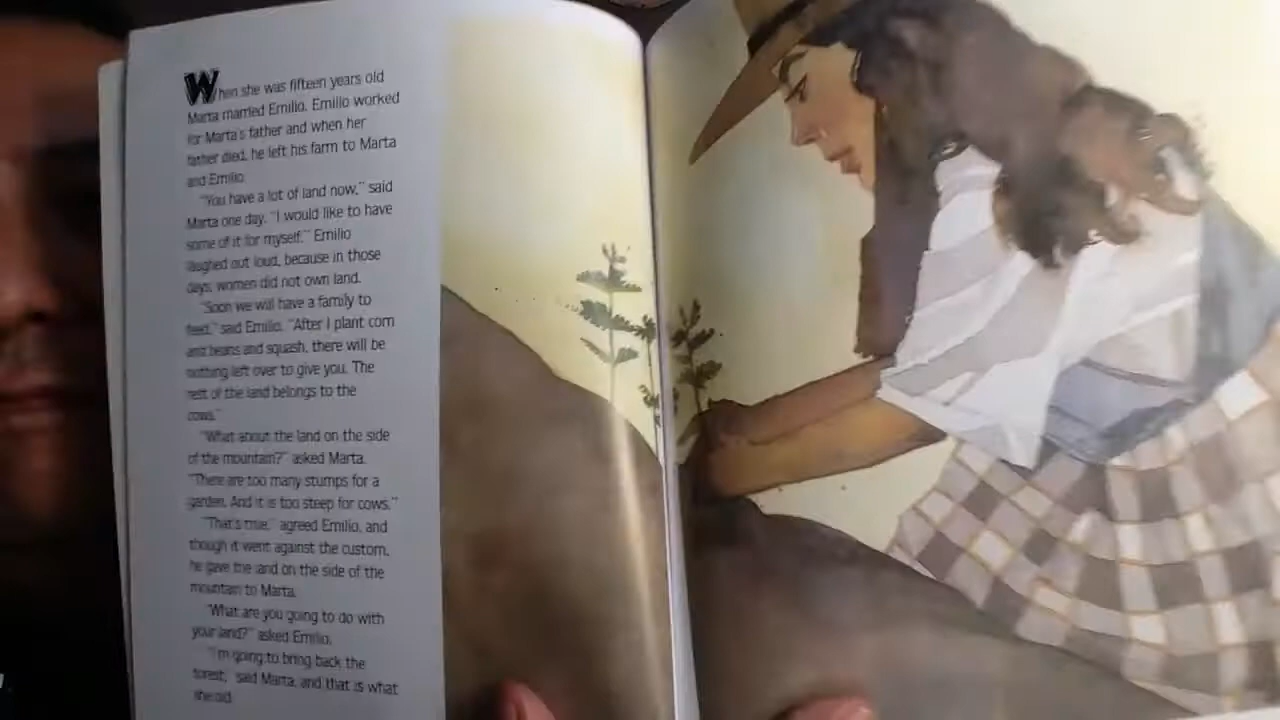 When she was fifteen years old
Marta married Emilio. Emilio worked
for Marta's father and when her
father died, he left his farm to Marta
and Emilio.
"You have a lot of land now," said
Marta one day. "I would like to have
some of it for myself." Emilio
laughed out loud, because in those
days, women did not own land.
"Soon we will have a family to
feed," said Emilio. "After I plant corn
and beans and squash, there will be
nothing left over to give you. The
rest of the land belongs to the
cows."
"What about the land on the side
of the mountain?" asked Marta.
"There are too many stumps for a
garden. And it is too steep for cows."
"That's true," agreed Emilio, and
though it went against the custom,
he gave the land on the side of the
mountain to Marta.
"What are you going to do with
your land?" asked Emilio.
"I'm going to bring back the
forest," said Marta, and that is what
she did.